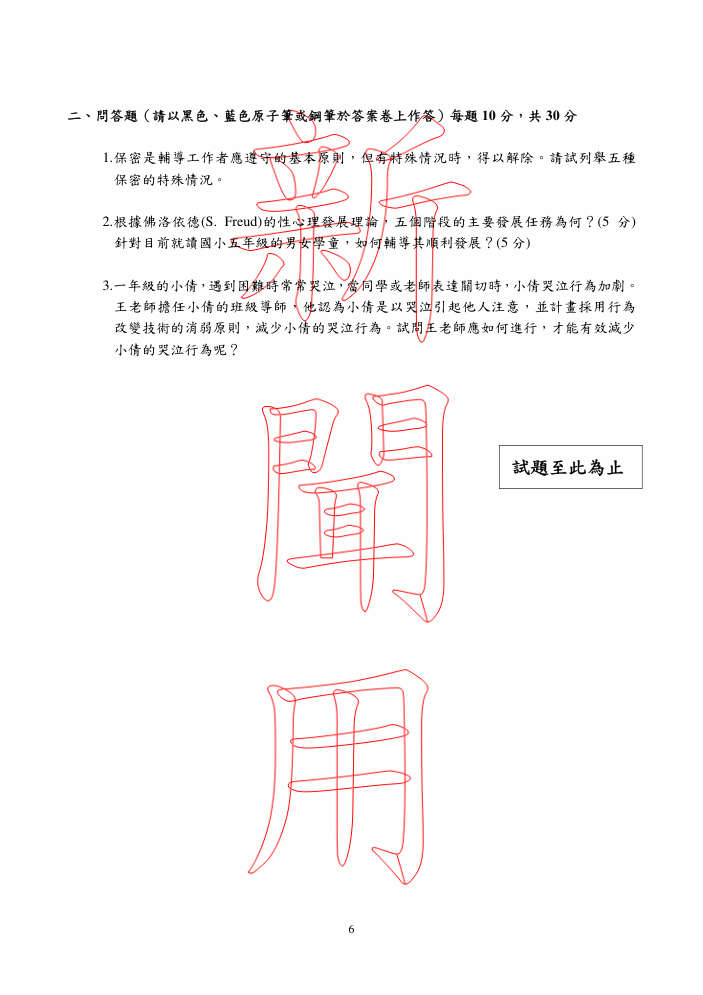 二、問答題（請以黑色、藍色原子筆或鋼筆於答案卷上作答）每題 10 分，共 30 分
1.保密是輔導工作者應遵守的基本原則，但有特殊情況時，得以解除。請試列舉五種
保密的特殊情況。
2.根據佛洛依德(S. Freud)的性心理發展理論，五個階段的主要發展任務為何？(5 分)
針對目前就讀國小五年級的男女學童，如何輔導其順利發展？(5 分)
3.一年級的小倩，遇到困難時常常哭泣，當同學或老師表達關切時，小倩哭泣行為加劇。
王老師擔任小倩的班級導師，他認為小倩是以哭泣引起他人注意，並計畫採用行為
改變技術的消弱原則，減少小倩的哭泣行為。試問王老師應如何進行，才能有效減少
小倩的哭泣行為呢？
試題至此為止
新
聞
用
6